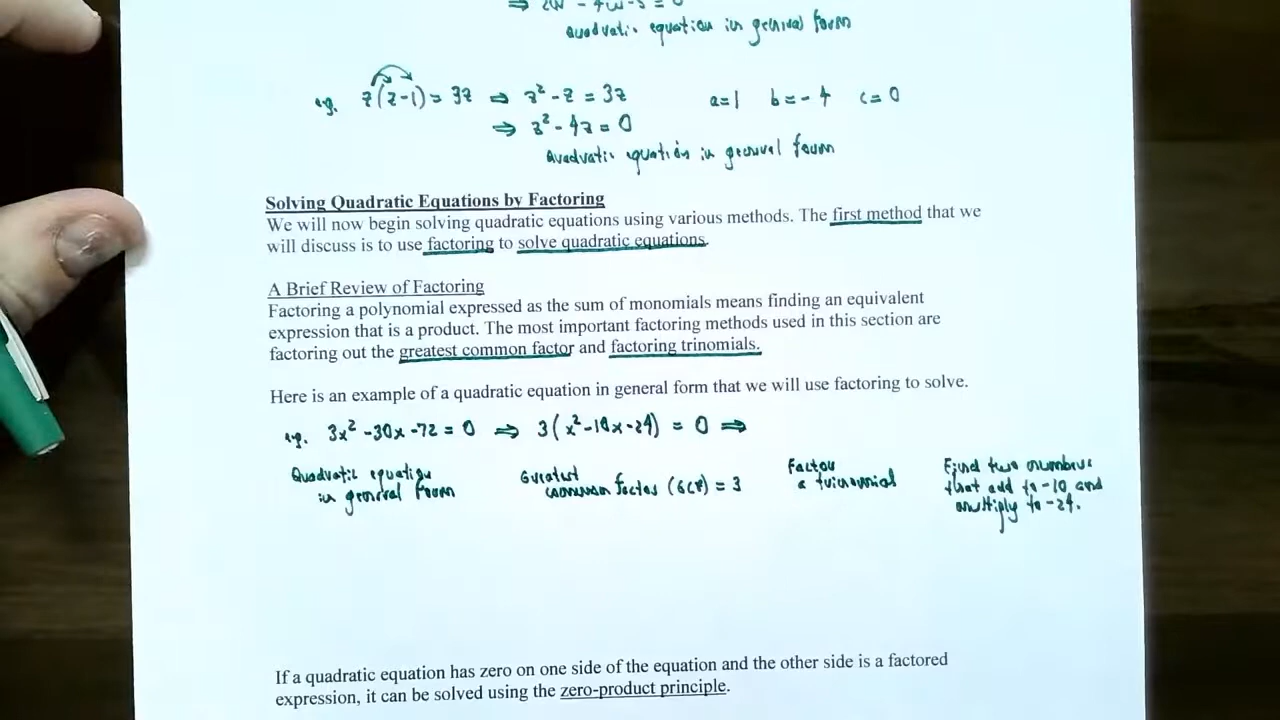 ⇒ 2w² - 4w - 5 = 0
Quadratic equation in general form
e.g. z(z-1) = 3z ⇒ z² - z = 3z a=1 b=-4 c=0
⇒ z² - 4z = 0
Quadratic equation in general form
Solving Quadratic Equations by Factoring
We will now begin solving quadratic equations using various methods. The first method that we
will discuss is to use factoring to solve quadratic equations.
A Brief Review of Factoring
Factoring a polynomial expressed as the sum of monomials means finding an equivalent
expression that is a product. The most important factoring methods used in this section are
factoring out the greatest common factor and factoring trinomials.
Here is an example of a quadratic equation in general form that we will use factoring to solve.
e.g. 3x² - 30x - 72 = 0 ⇒ 3(x² - 10x - 24) = 0 ⇒
Quadratic equation
in general form
Greatest
common factor (GCF) = 3
Factor
a trinomial
Find two numbers
that add to -10 and
multiply to -24.
If a quadratic equation has zero on one side of the equation and the other side is a factored
expression, it can be solved using the zero-product principle.